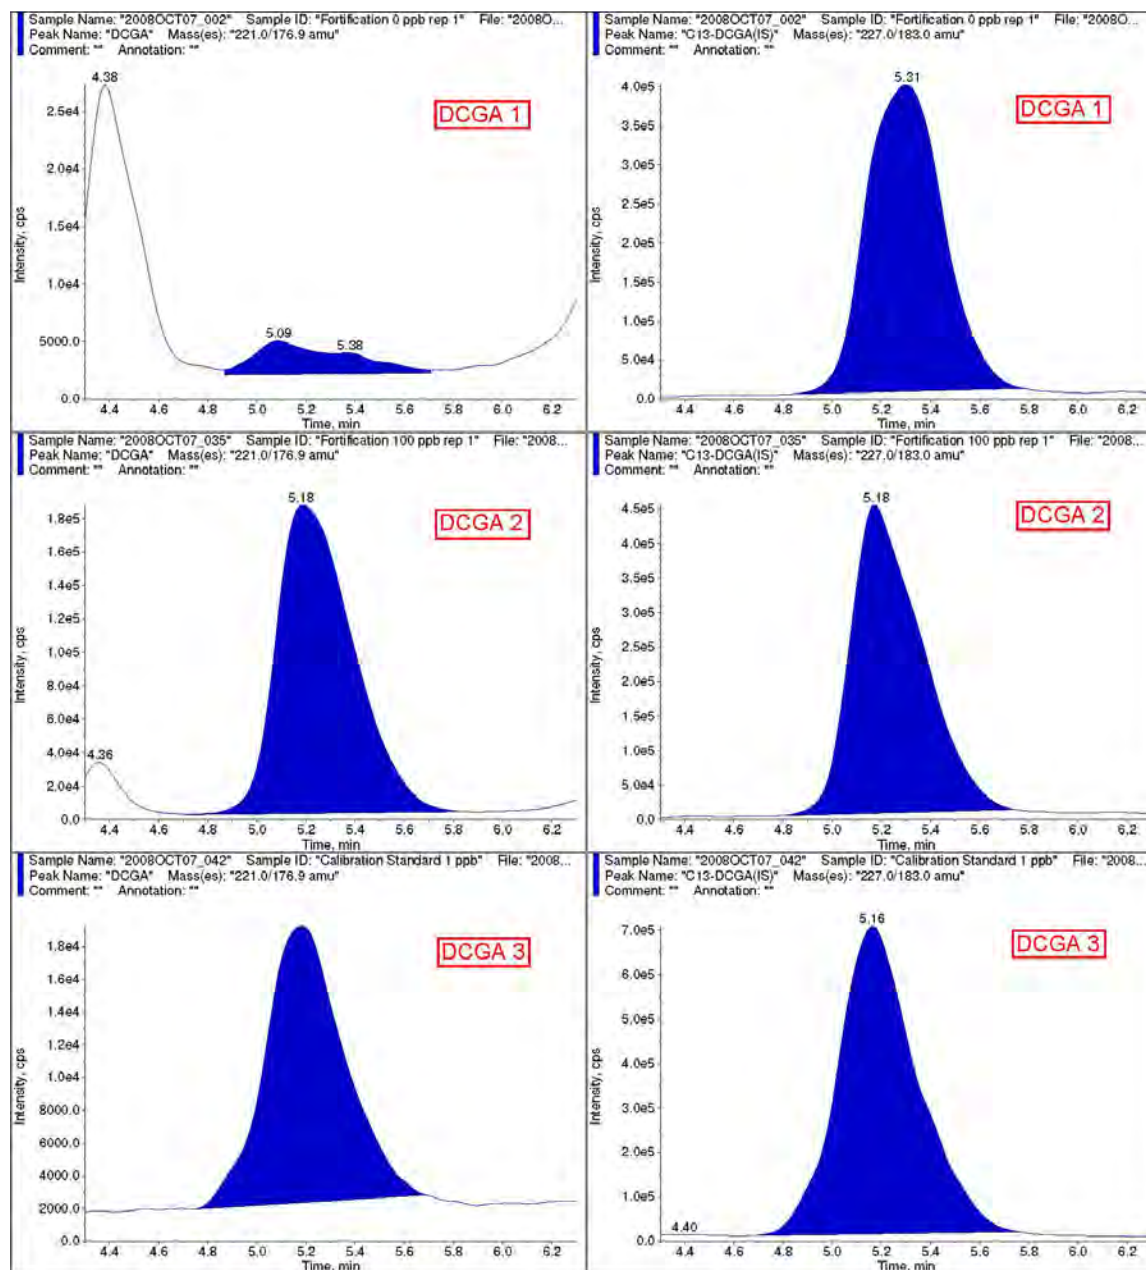 Sample Name: "2008OCT07_002" Sample ID: "Fortification 0 ppb rep 1" File: "2008O...
Peak Name: "DCGA" Mass(es): "221.0/176.9 amu"
Comment: "" Annotation: ""
4.38
DCGA 1
2.5e4
2.0e4
1.5e4
1.0e4
5000.0
0.0
5.09
5.38
Intensity, cps
4.4 4.6 4.8 5.0 5.2 5.4 5.6 5.8 6.0 6.2
Time, min
Sample Name: "2008OCT07_002" Sample ID: "Fortification 0 ppb rep 1" File: "2008O...
Peak Name: "C13-DCGA(IS)" Mass(es): "227.0/183.0 amu"
Comment: "" Annotation: ""
5.31
DCGA 1
4.0e5
3.5e5
3.0e5
2.5e5
2.0e5
1.5e5
1.0e5
5.0e4
0.0
Intensity, cps
4.4 4.6 4.8 5.0 5.2 5.4 5.6 5.8 6.0 6.2
Time, min
Sample Name: "2008OCT07_035" Sample ID: "Fortification 100 ppb rep 1" File: "2008...
Peak Name: "DCGA" Mass(es): "221.0/176.9 amu"
Comment: "" Annotation: ""
5.18
DCGA 2
1.8e5
1.6e5
1.4e5
1.2e5
1.0e5
8.0e4
6.0e4
4.0e4
2.0e4
0.0
4.36
Intensity, cps
4.4 4.6 4.8 5.0 5.2 5.4 5.6 5.8 6.0 6.2
Time, min
Sample Name: "2008OCT07_035" Sample ID: "Fortification 100 ppb rep 1" File: "2008...
Peak Name: "C13-DCGA(IS)" Mass(es): "227.0/183.0 amu"
Comment: "" Annotation: ""
5.18
DCGA 2
4.5e5
4.0e5
3.5e5
3.0e5
2.5e5
2.0e5
1.5e5
1.0e5
5.0e4
0.0
Intensity, cps
4.4 4.6 4.8 5.0 5.2 5.4 5.6 5.8 6.0 6.2
Time, min
Sample Name: "2008OCT07_042" Sample ID: "Calibration Standard 1 ppb" File: "2008...
Peak Name: "DCGA" Mass(es): "221.0/176.9 amu"
Comment: "" Annotation: ""
DCGA 3
1.8e4
1.6e4
1.4e4
1.2e4
1.0e4
8000.0
6000.0
4000.0
2000.0
0.0
Intensity, cps
4.4 4.6 4.8 5.0 5.2 5.4 5.6 5.8 6.0 6.2
Time, min
Sample Name: "2008OCT07_042" Sample ID: "Calibration Standard 1 ppb" File: "2008...
Peak Name: "C13-DCGA(IS)" Mass(es): "227.0/183.0 amu"
Comment: "" Annotation: ""
5.16
DCGA 3
7.0e5
6.0e5
5.0e5
4.0e5
3.0e5
2.0e5
1.0e5
0.0
4.40
Intensity, cps
4.4 4.6 4.8 5.0 5.2 5.4 5.6 5.8 6.0 6.2
Time, min